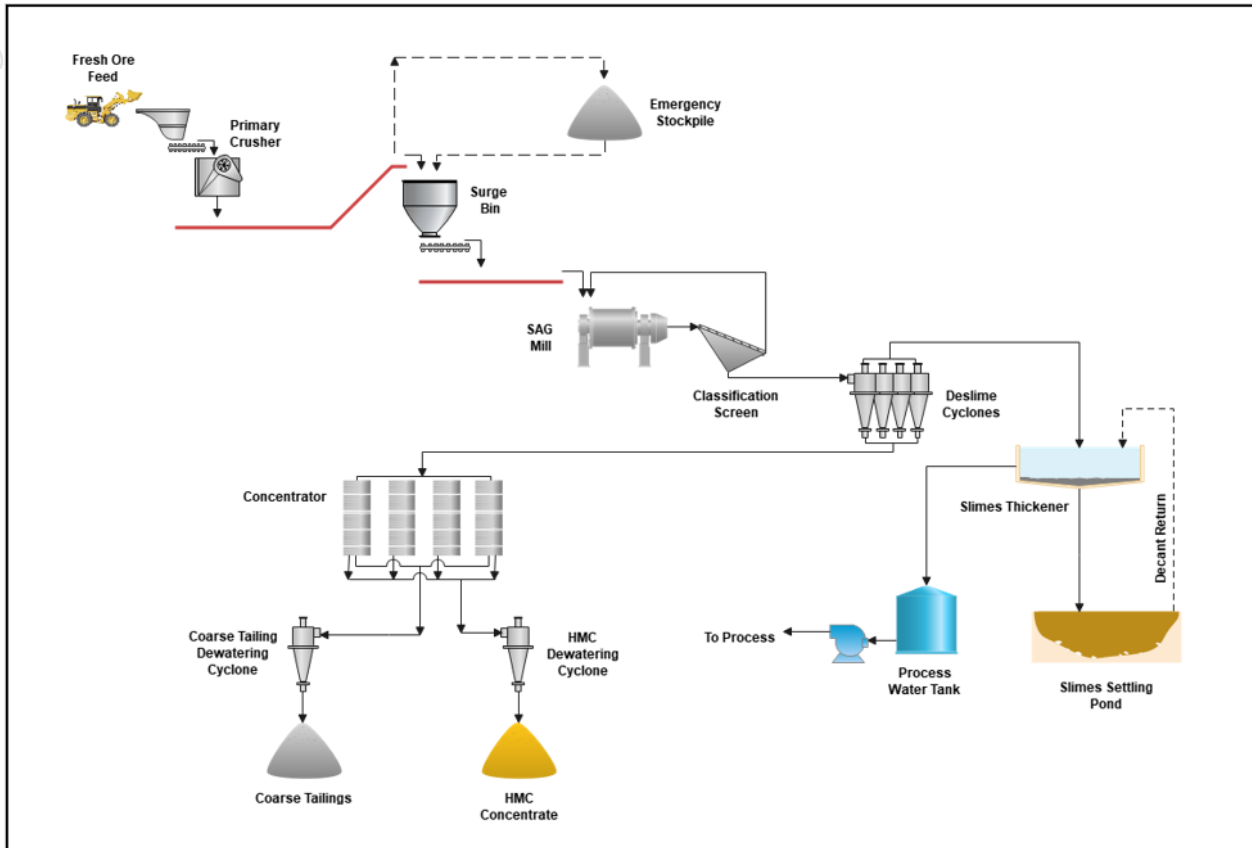 Fresh Ore
Feed
Primary
Crusher
Emergency
Stockpile
Surge
Bin
SAG
Mill
Classification
Screen
Deslime
Cyclones
Concentrator
Slimes Thickener
Decant Return
Coarse Tailing
Dewatering
Cyclone
HMC
Dewatering
Cyclone
To Process
Process
Water Tank
Slimes Settling
Pond
Coarse Tailings
HMC
Concentrate